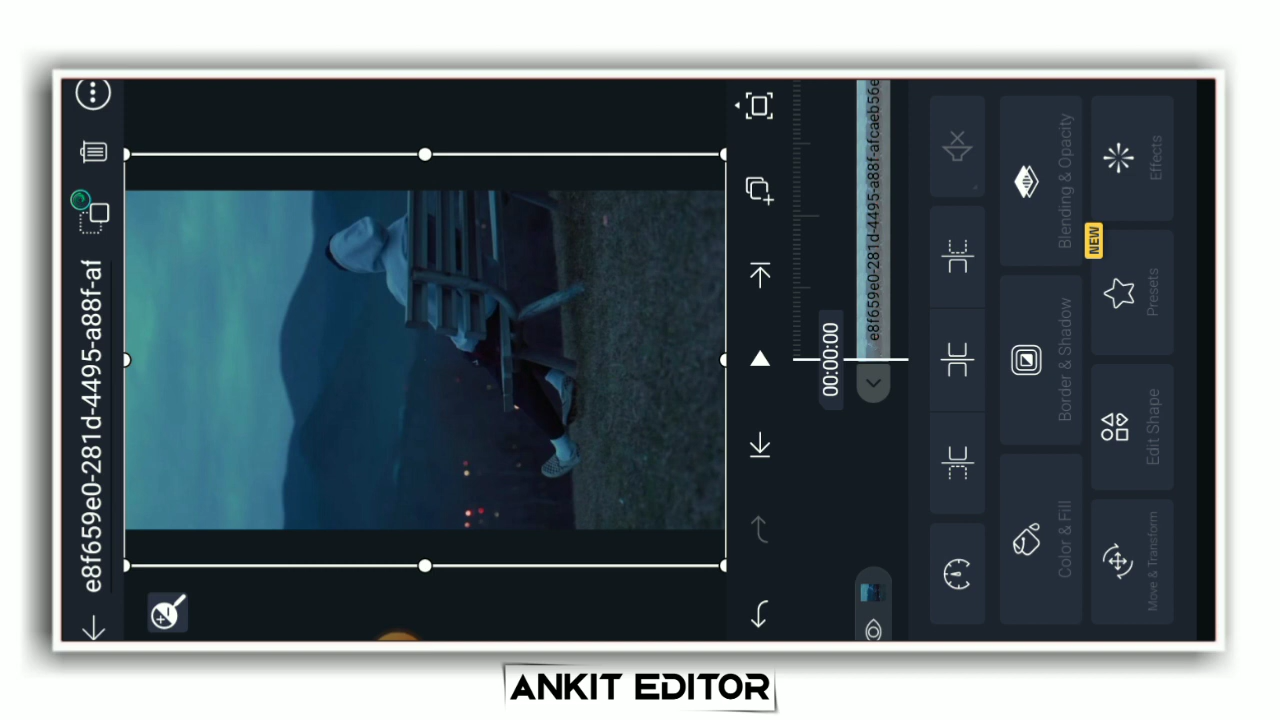 e8f659e0-281d-4495-a88f-af
00:00:00
e8f659e0-281d-4495-a88f-afcaeb56e
Blending & Opacity
Border & Shadow
Color & Fill
Effects
NEW
Presets
Edit Shape
Move & Transform
ANKIT EDITOR